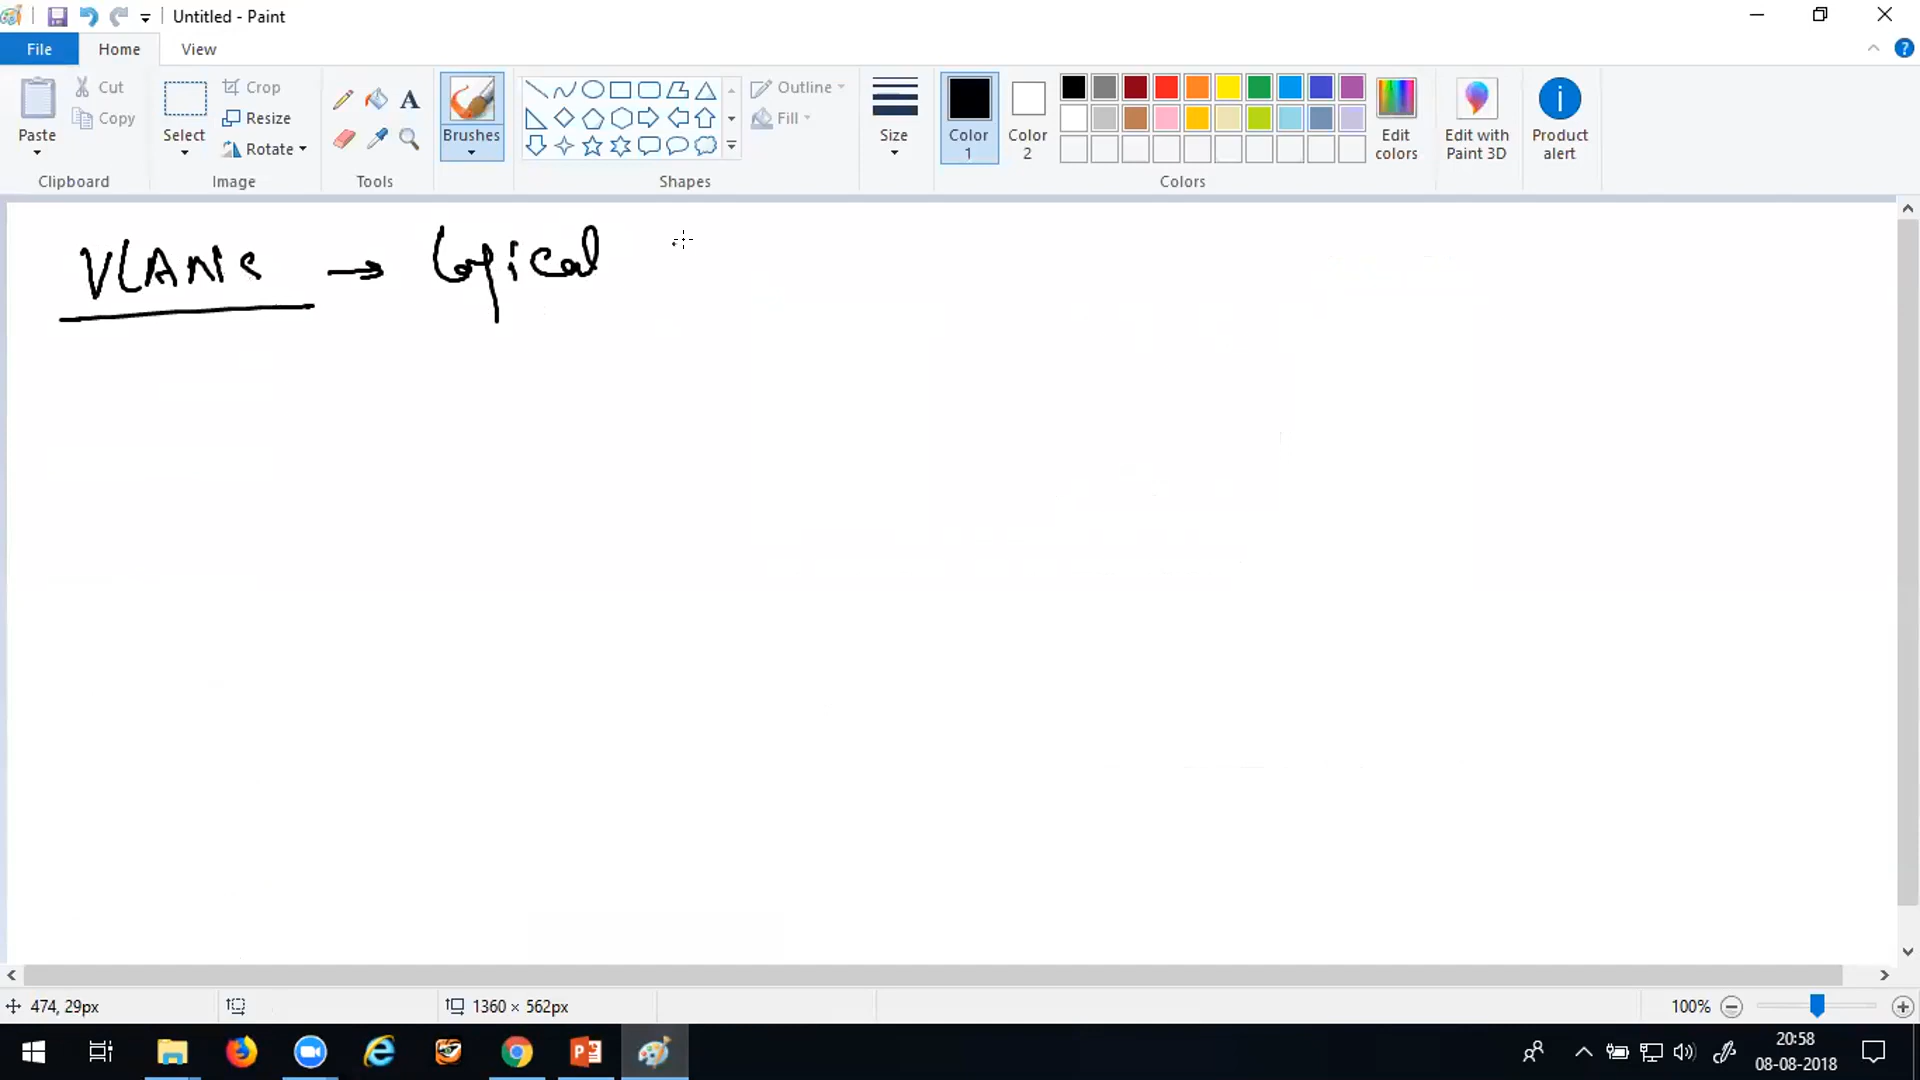 Untitled - Paint
File Home View
Paste Cut Copy Clipboard
Select Crop Resize Rotate Image
Tools
Brushes
Shapes
Outline Fill
Size
Color 1 Color 2
Edit colors
Colors
Edit with Paint 3D
Product alert
VLANs → Logical
474, 29px 1360 × 562px 100%
20:58
08-08-2018